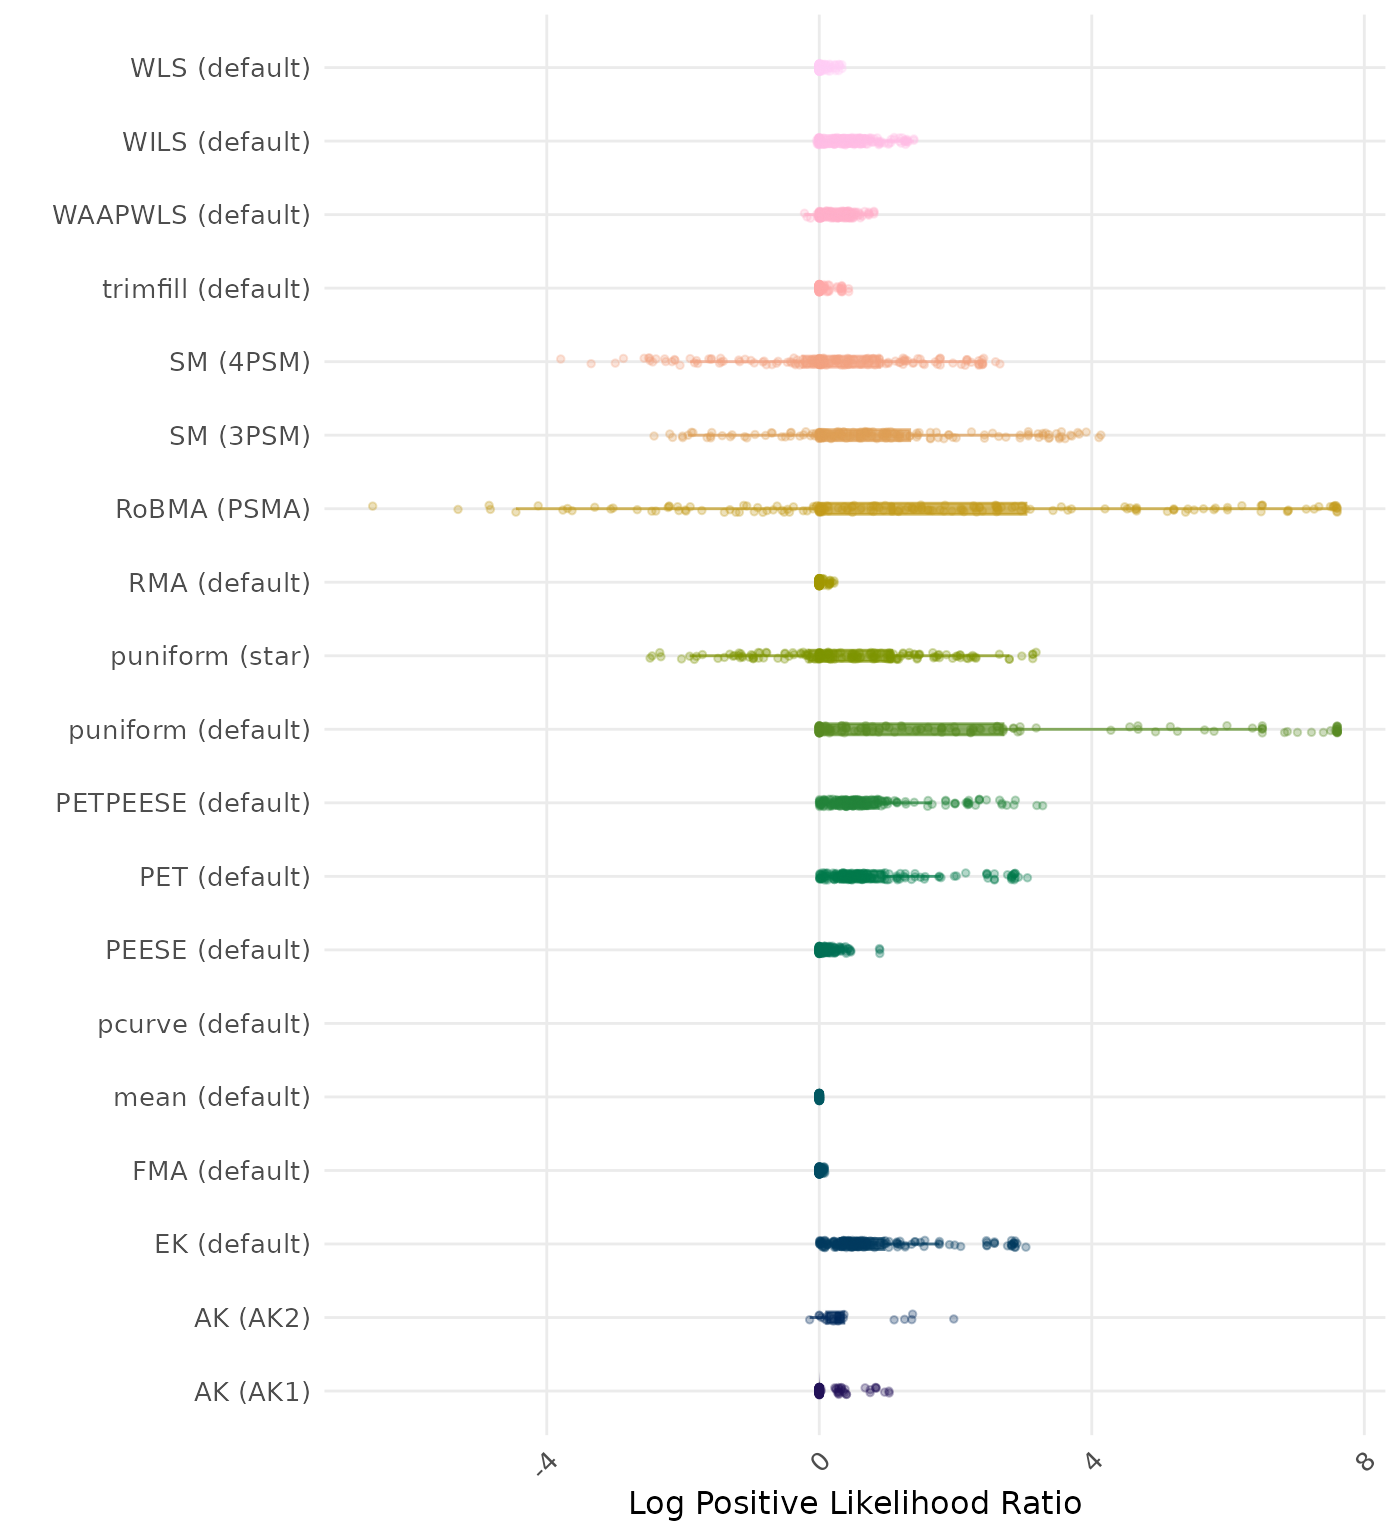 WLS (default)
WILS (default)
WAAPWLS (default)
trimfill (default)
SM (4PSM)
SM (3PSM)
RoBMA (PSMA)
RMA (default)
puniform (star)
puniform (default)
PETPEESE (default)
PET (default)
PEESE (default)
pcurve (default)
mean (default)
FMA (default)
EK (default)
AK (AK2)
AK (AK1)
-4 0 4 8
Log Positive Likelihood Ratio